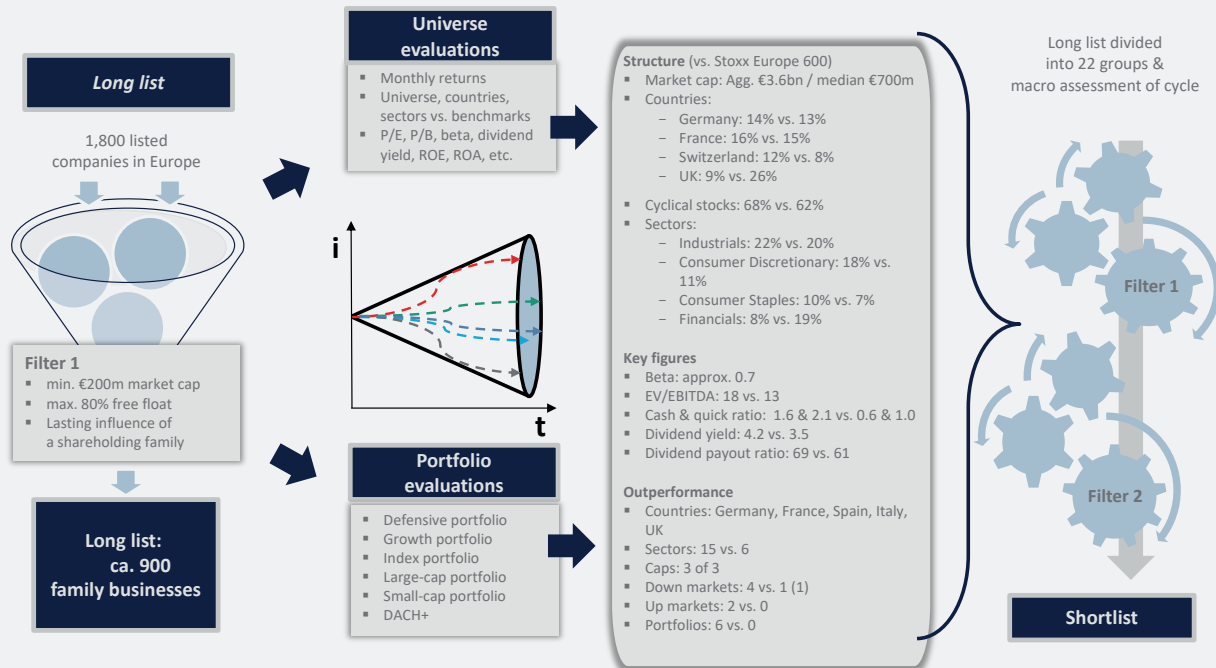 Long list
1,800 listed
companies in Europe
Filter 1
▪ min. €200m market cap
▪ max. 80% free float
▪ Lasting influence of
a shareholding family
Long list:
ca. 900
family businesses
Universe
evaluations
▪ Monthly returns
▪ Universe, countries,
sectors vs. benchmarks
▪ P/E, P/B, beta, dividend
yield, ROE, ROA, etc.
i
t
Portfolio
evaluations
▪ Defensive portfolio
▪ Growth portfolio
▪ Index portfolio
▪ Large-cap portfolio
▪ Small-cap portfolio
▪ DACH+
Structure (vs. Stoxx Europe 600)
▪ Market cap: Agg. €3.6bn / median €700m
▪ Countries:
– Germany: 14% vs. 13%
– France: 16% vs. 15%
– Switzerland: 12% vs. 8%
– UK: 9% vs. 26%
▪ Cyclical stocks: 68% vs. 62%
▪ Sectors:
– Industrials: 22% vs. 20%
– Consumer Discretionary: 18% vs.
11%
– Consumer Staples: 10% vs. 7%
– Financials: 8% vs. 19%
Key figures
▪ Beta: approx. 0.7
▪ EV/EBITDA: 18 vs. 13
▪ Cash & quick ratio: 1.6 & 2.1 vs. 0.6 & 1.0
▪ Dividend yield: 4.2 vs. 3.5
▪ Dividend payout ratio: 69 vs. 61
Outperformance
▪ Countries: Germany, France, Spain, Italy,
UK
▪ Sectors: 15 vs. 6
▪ Caps: 3 of 3
▪ Down markets: 4 vs. 1 (1)
▪ Up markets: 2 vs. 0
▪ Portfolios: 6 vs. 0
Long list divided
into 22 groups &
macro assessment of cycle
Filter 1
Filter 2
Shortlist